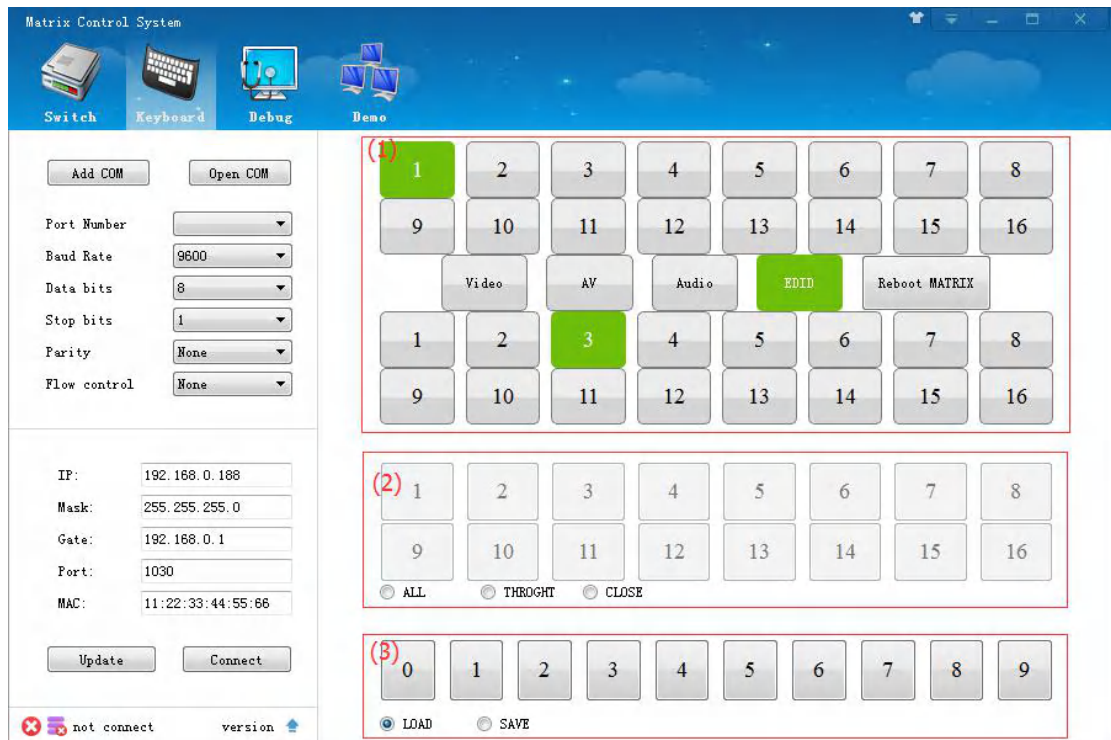 Matrix Control System
Switch Keyboard Debug Demo
Add COM Open COM
Port Number
Baud Rate 9600
Data bits 8
Stop bits 1
Parity None
Flow control None
IP: 192.168.0.188
Mask: 255.255.255.0
Gate: 192.168.0.1
Port: 1030
MAC: 11:22:33:44:55:66
Update Connect
not connect version
(1)
1 2 3 4 5 6 7 8
9 10 11 12 13 14 15 16
Video AV Audio EDID Reboot MATRIX
1 2 3 4 5 6 7 8
9 10 11 12 13 14 15 16
(2)
1 2 3 4 5 6 7 8
9 10 11 12 13 14 15 16
ALL THROGHT CLOSE
(3)
0 1 2 3 4 5 6 7 8 9
LOAD SAVE